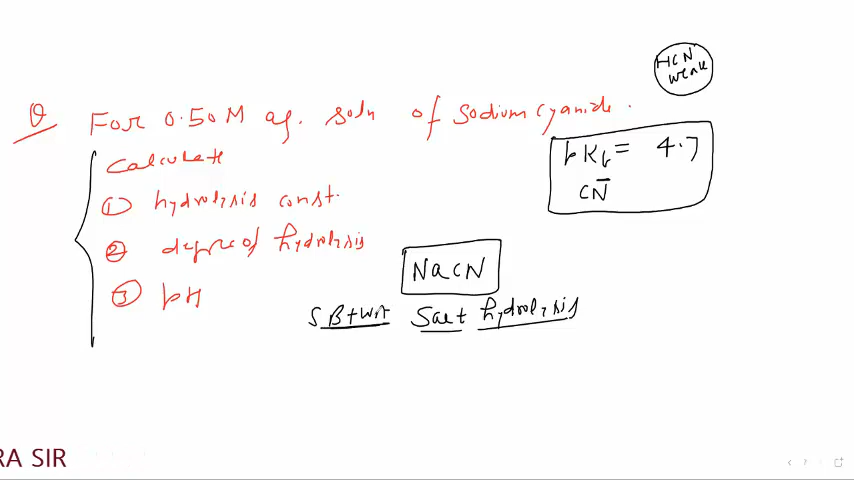 HCN
weak
Q For 0.50M aq. soln of Sodium cyanide.
pKb = 4.7
CN⁻
Calculate
① hydrolysis const.
② degree of hydrolysis
③ pH
NaCN
SB+WA Salt hydrolysis
RA SIR